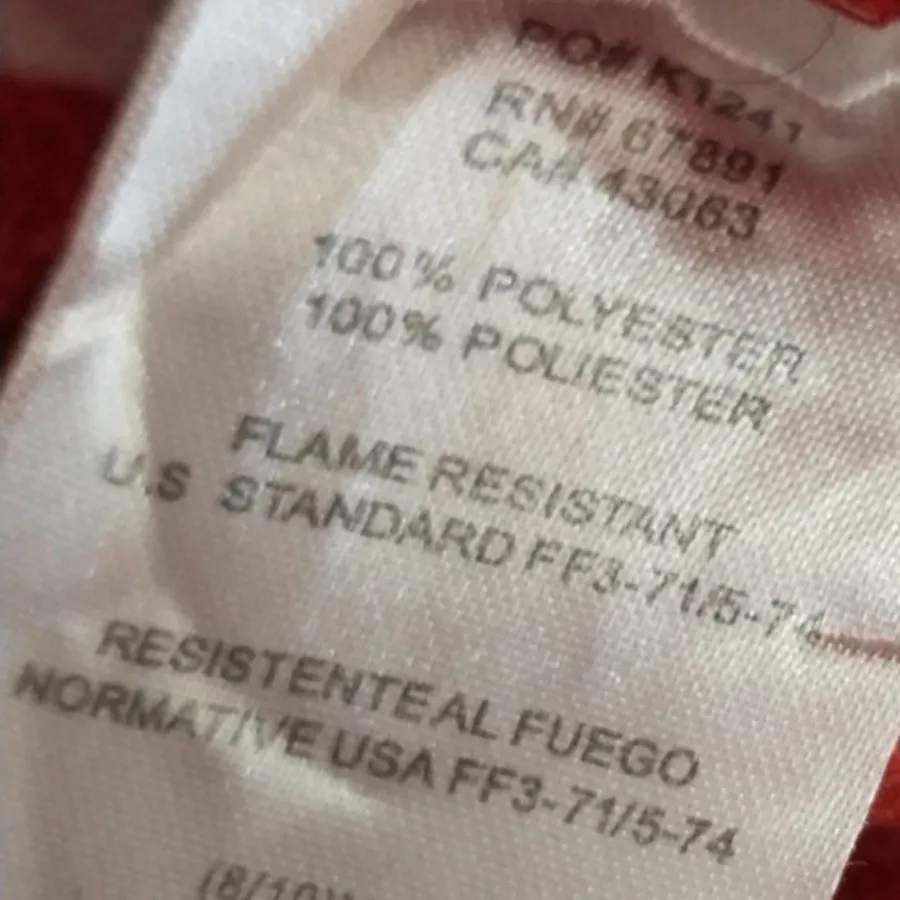 PO# K1241
RN# 67891
CA# 43063
100% POLYESTER
100% POLIESTER
FLAME RESISTANT
U.S STANDARD FF3-71/5-74
RESISTENTE AL FUEGO
NORMATIVE USA FF3-71/5-74